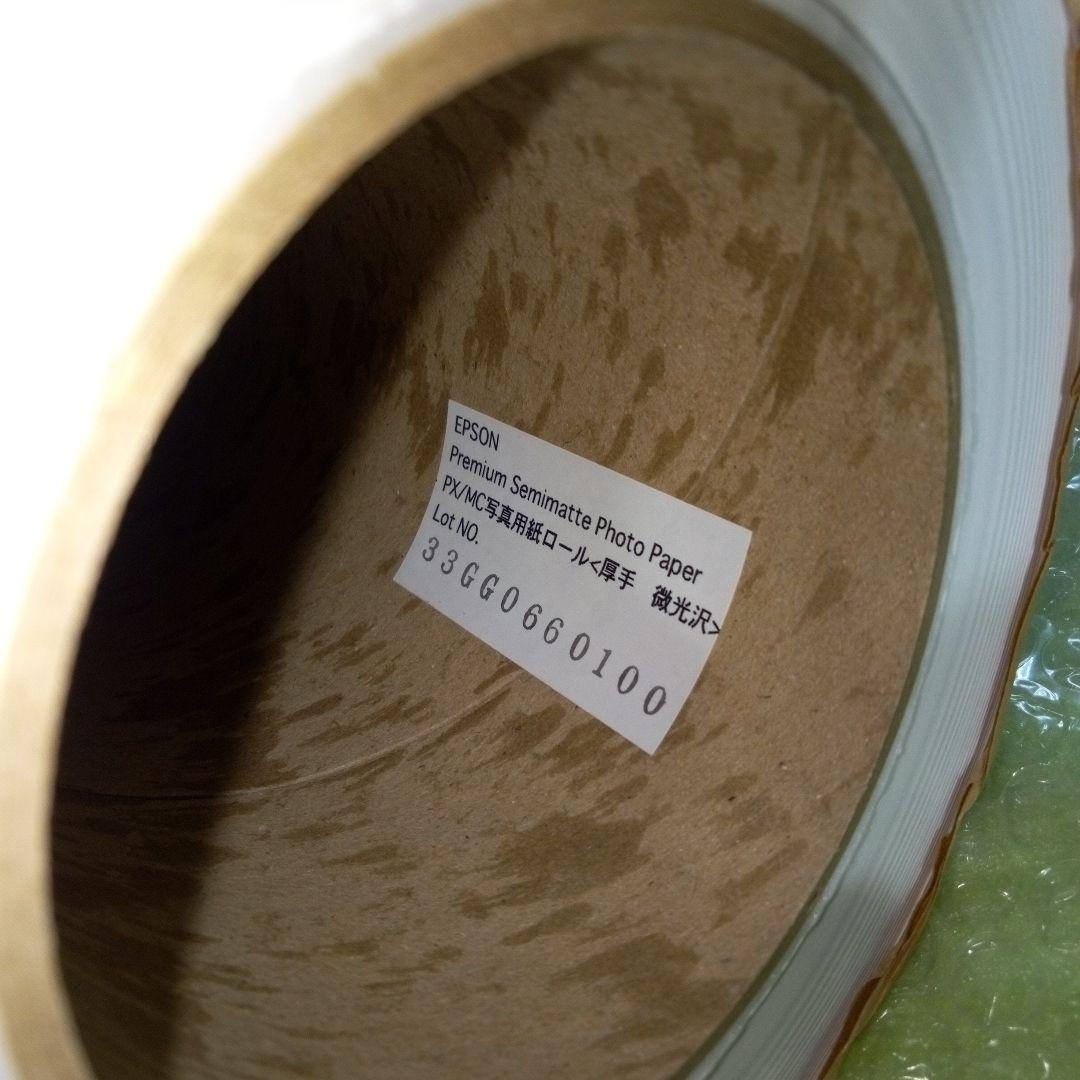 EPSON
Premium Semimatte Photo Paper
PX/MC写真用紙ロール<厚手　微光沢>
Lot NO.
33GG0660100